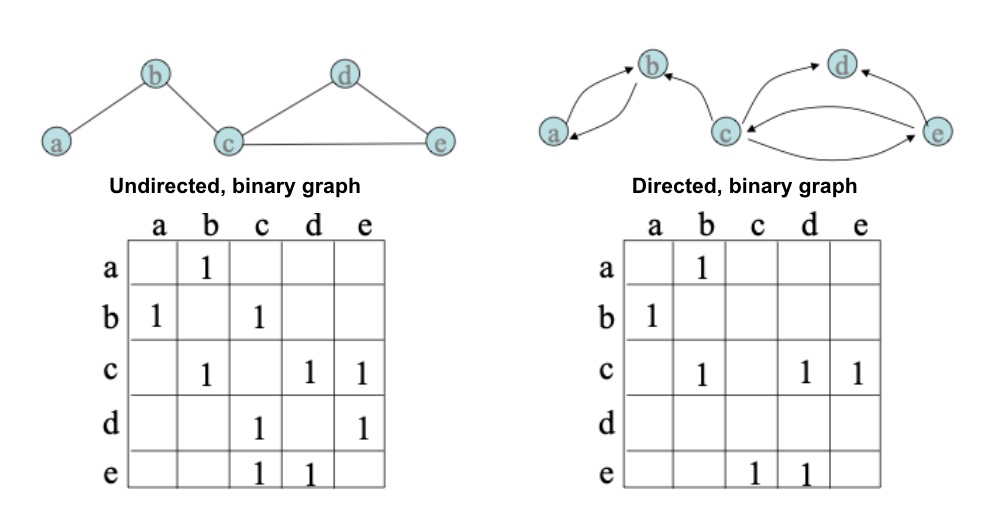 b d
a c e
Undirected, binary graph
a b c d e
a 1
b 1 1
c 1 1 1
d 1 1
e 1 1
b d
a c e
Directed, binary graph
a b c d e
a 1
b 1
c 1 1 1
d
e 1 1